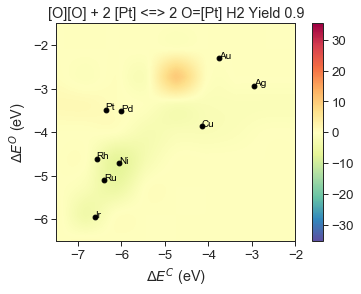 [O][O] + 2 [Pt] <=> 2 O=[Pt] H2 Yield 0.9
ΔE^O (eV)
−2
−3
−4
−5
−6
Au
Ag
Pt
Pd
Cu
Rh
Ni
Ru
Ir
−7
−6
−5
−4
−3
−2
ΔE^C (eV)
30
20
10
0
−10
−20
−30